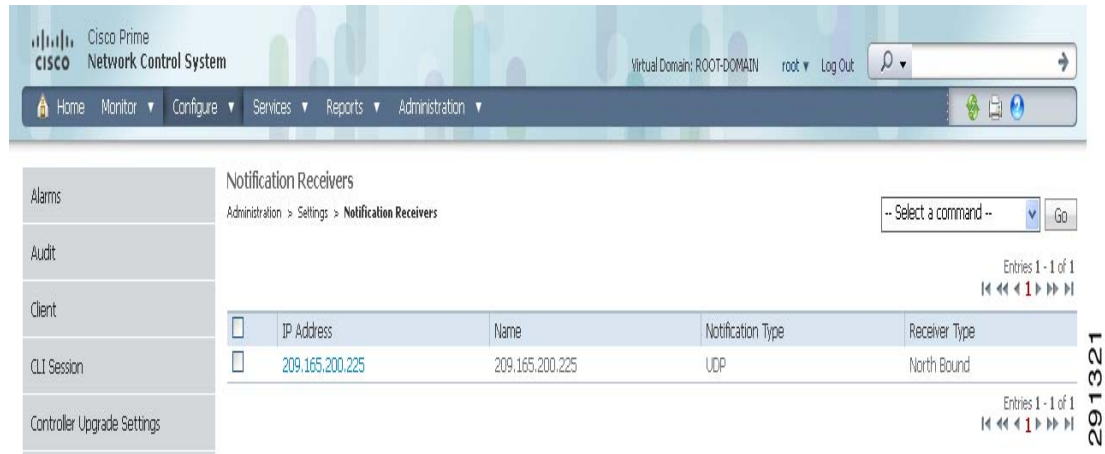 Cisco Prime
CISCO Network Control System
Virtual Domain: ROOT-DOMAIN root Log Out
Home Monitor Configure Services Reports Administration
Alarms
Audit
Client
CLI Session
Controller Upgrade Settings
Notification Receivers
Administration > Settings > Notification Receivers
-- Select a command -- Go
Entries 1 - 1 of 1
1
IP Address Name Notification Type Receiver Type
209.165.200.225 209.165.200.225 UDP North Bound
Entries 1 - 1 of 1
1
291321